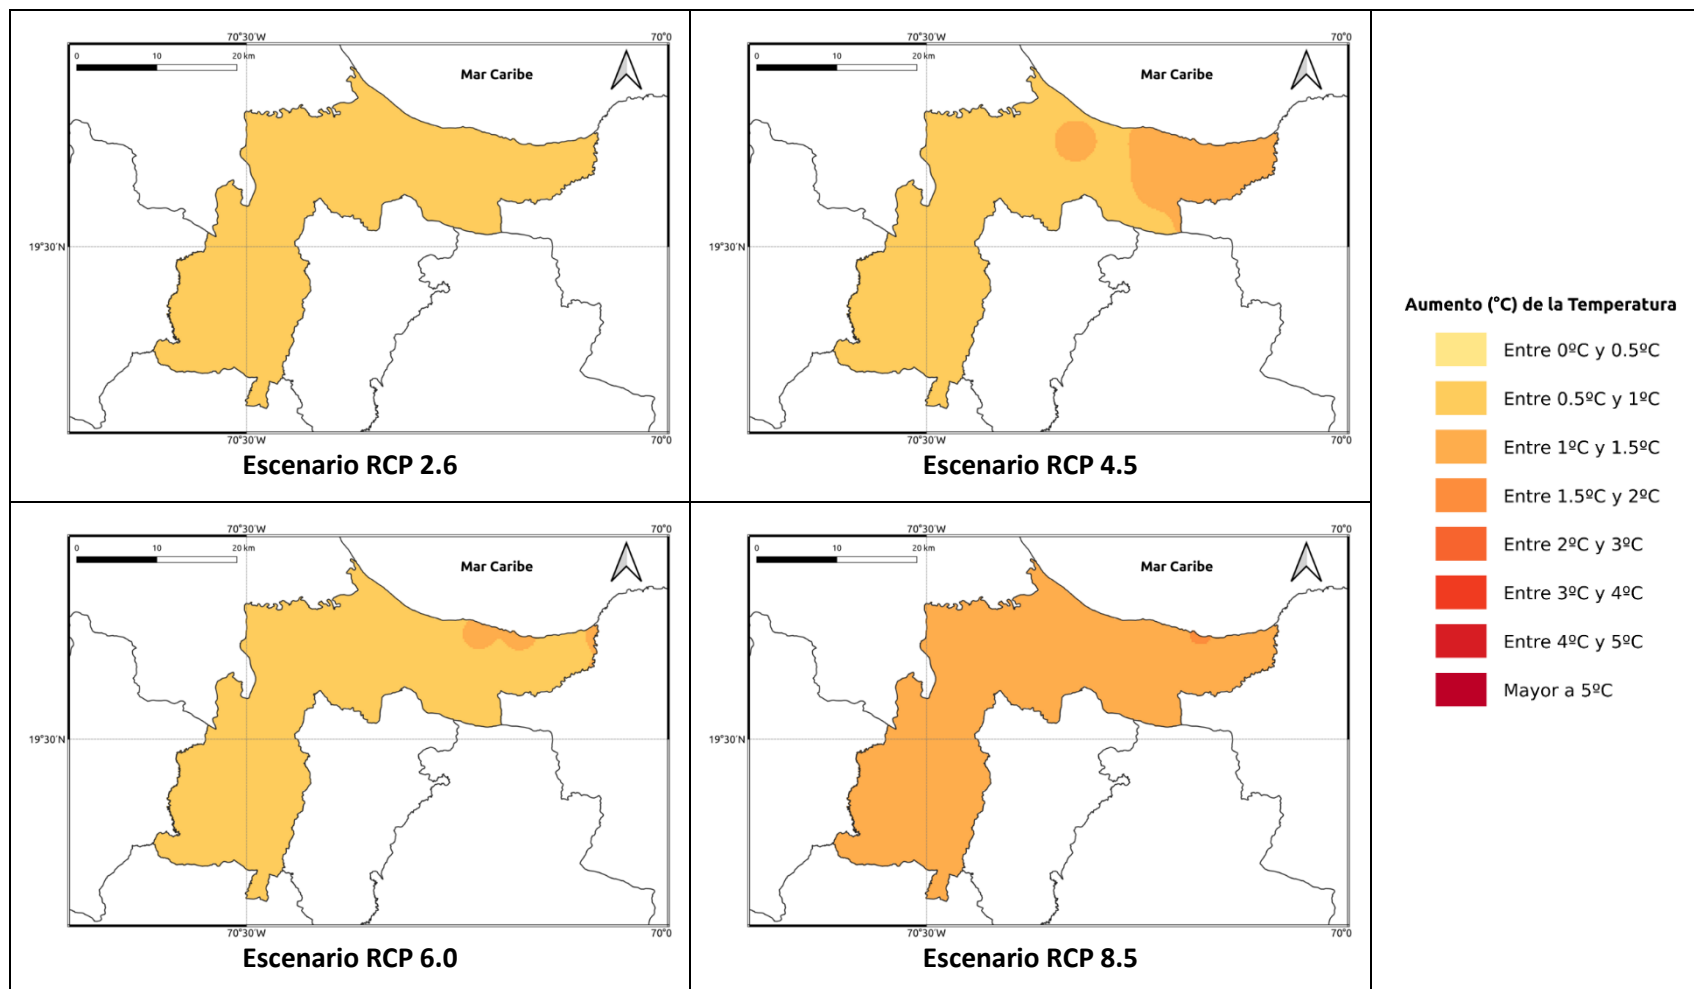 70°30'W
70°0
0 10 20 km
Mar Caribe
19°30'N
70°30'W
70°0
Escenario RCP 2.6
70°30'W
70°0
0 10 20 km
Mar Caribe
19°30'N
70°30'W
70°0
Escenario RCP 4.5
Aumento (°C) de la Temperatura
Entre 0ºC y 0.5ºC
Entre 0.5ºC y 1ºC
Entre 1ºC y 1.5ºC
Entre 1.5ºC y 2ºC
Entre 2ºC y 3ºC
Entre 3ºC y 4ºC
Entre 4ºC y 5ºC
Mayor a 5ºC
70°30'W
70°0
0 10 20 km
Mar Caribe
19°30'N
70°30'W
70°0
Escenario RCP 6.0
70°30'W
70°0
0 10 20 km
Mar Caribe
19°30'N
70°30'W
70°0
Escenario RCP 8.5